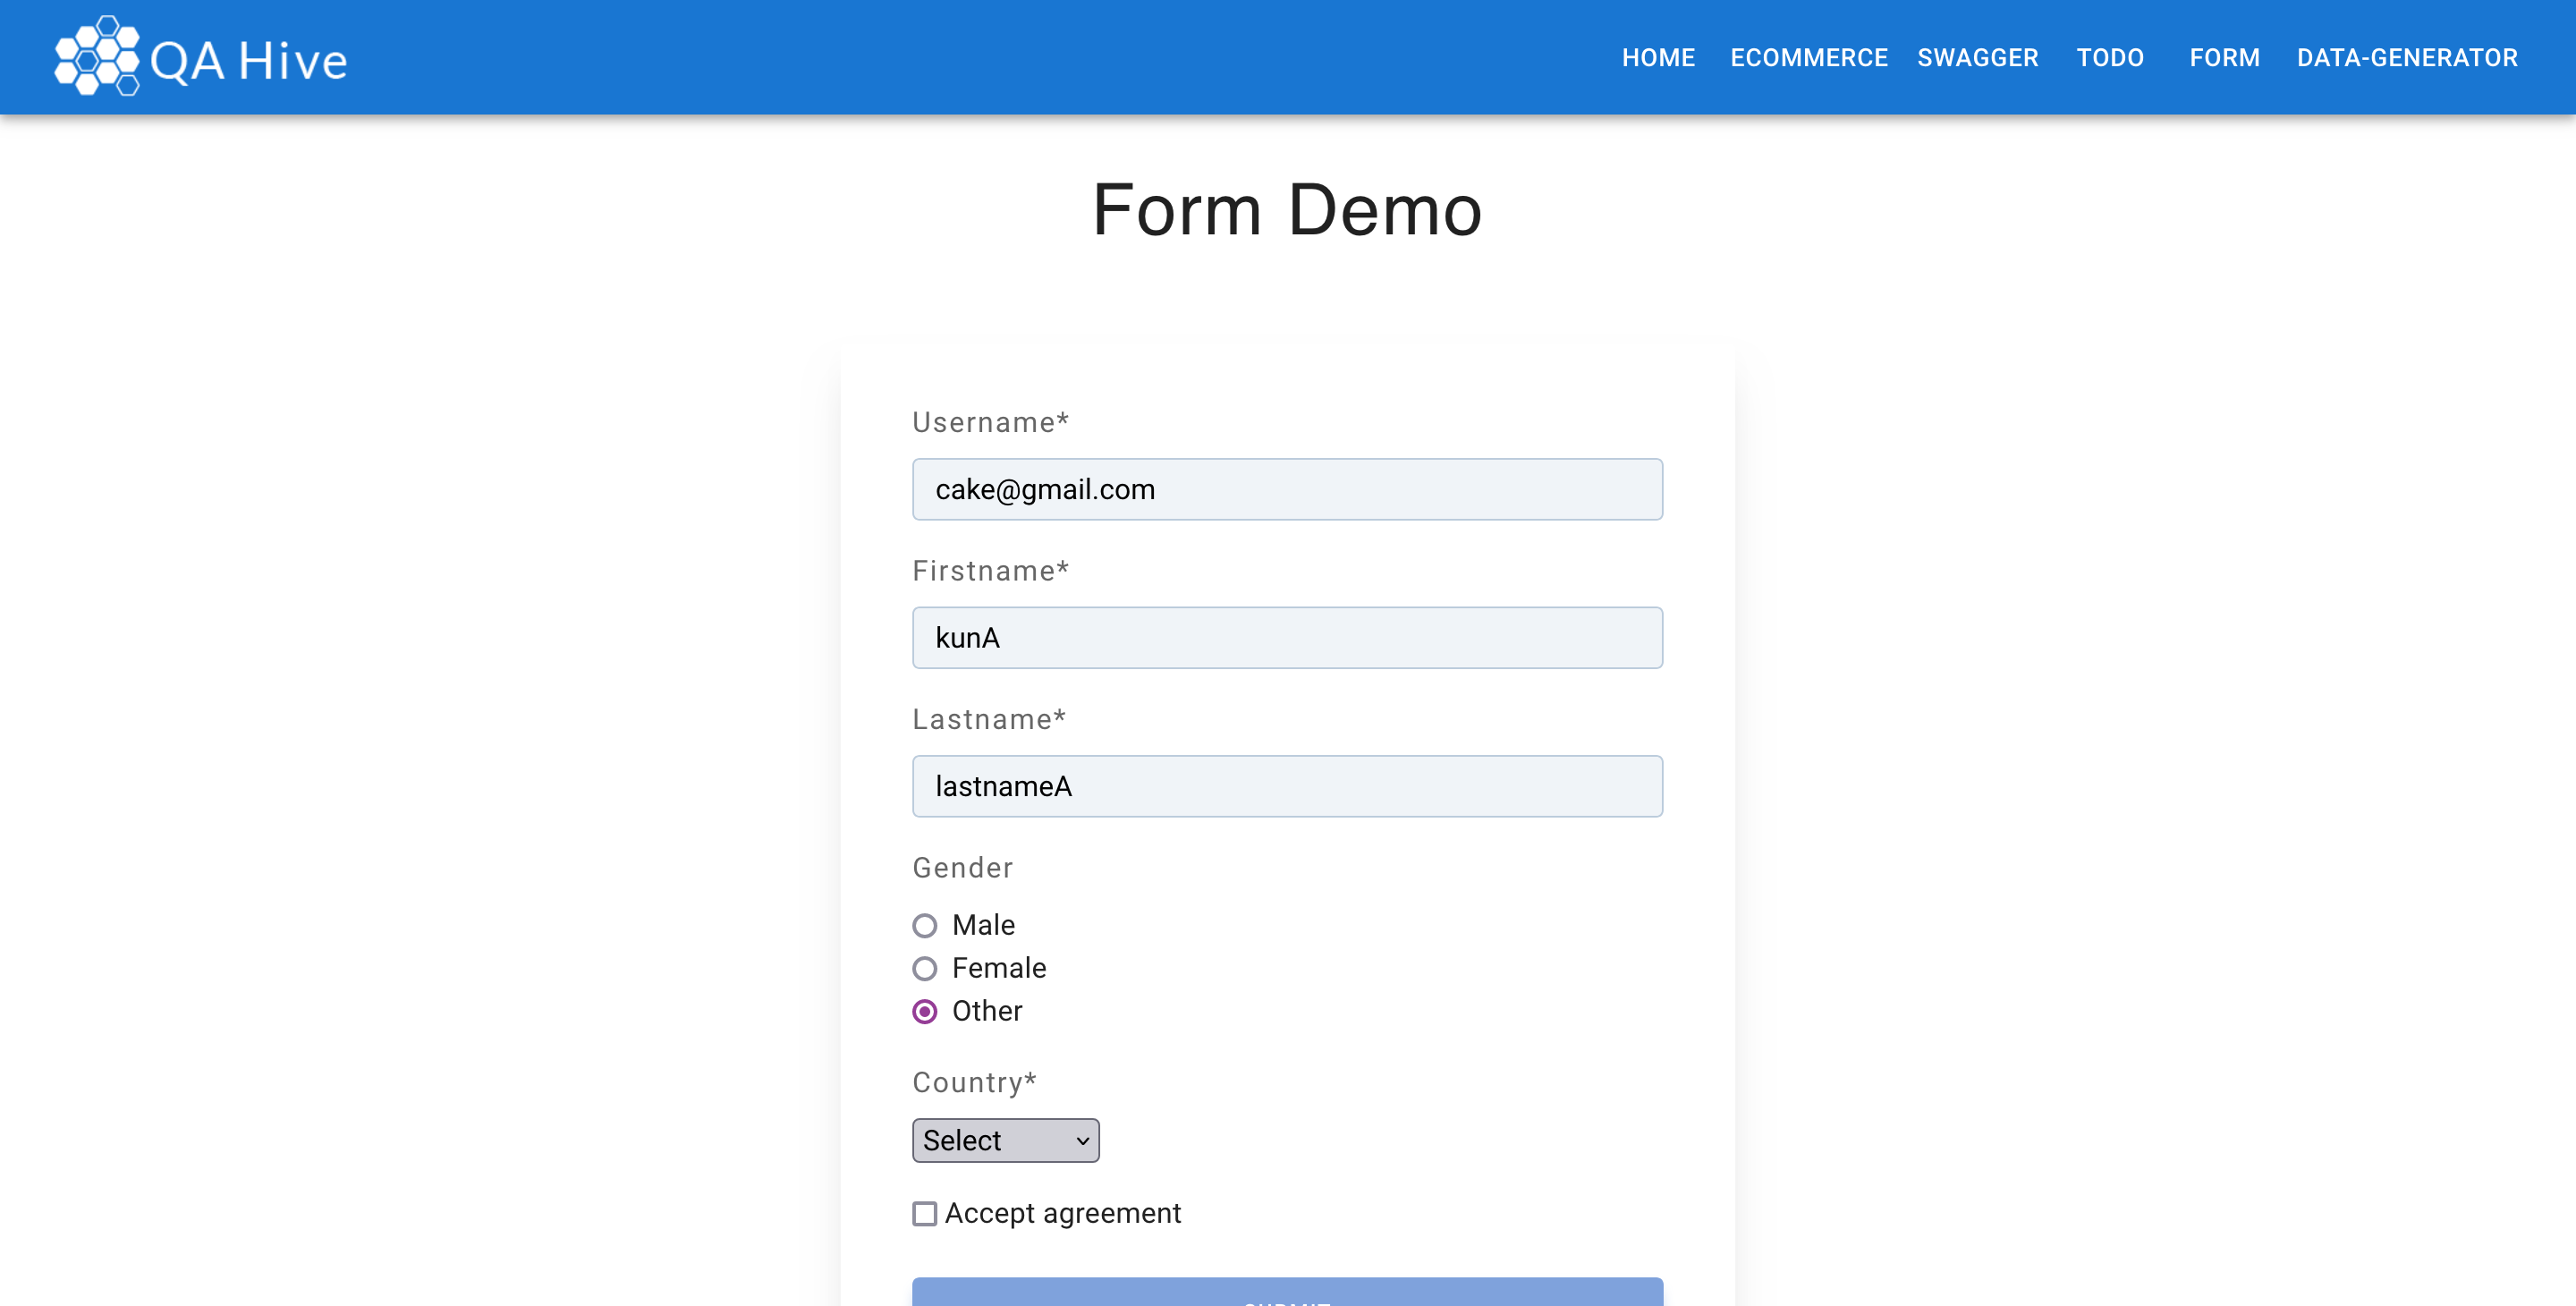 QA Hive
HOME ECOMMERCE SWAGGER TODO FORM DATA-GENERATOR
Form Demo
Username*
cake@gmail.com
Firstname*
kunA
Lastname*
lastnameA
Gender
Male
Female
Other
Country*
Select
Accept agreement